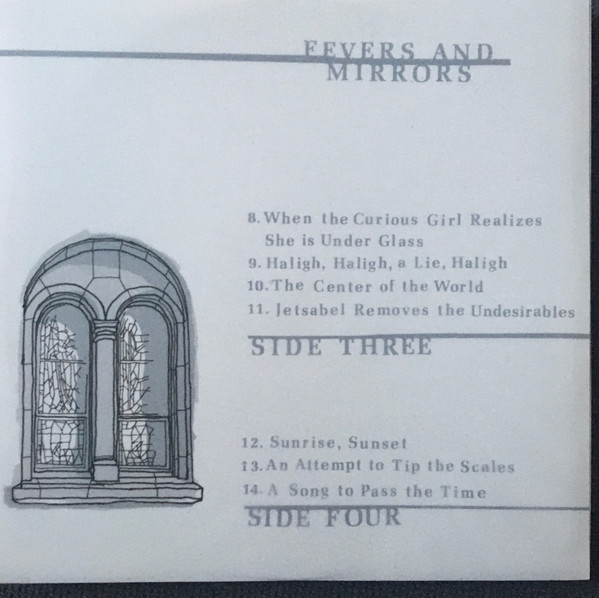 FEVERS AND
MIRRORS
8. When the Curious Girl Realizes
She is Under Glass
9. Haligh, Haligh, a Lie, Haligh
10. The Center of the World
11. Jetsabel Removes the Undesirables
SIDE THREE
12. Sunrise, Sunset
13. An Attempt to Tip the Scales
14. A Song to Pass the Time
SIDE FOUR